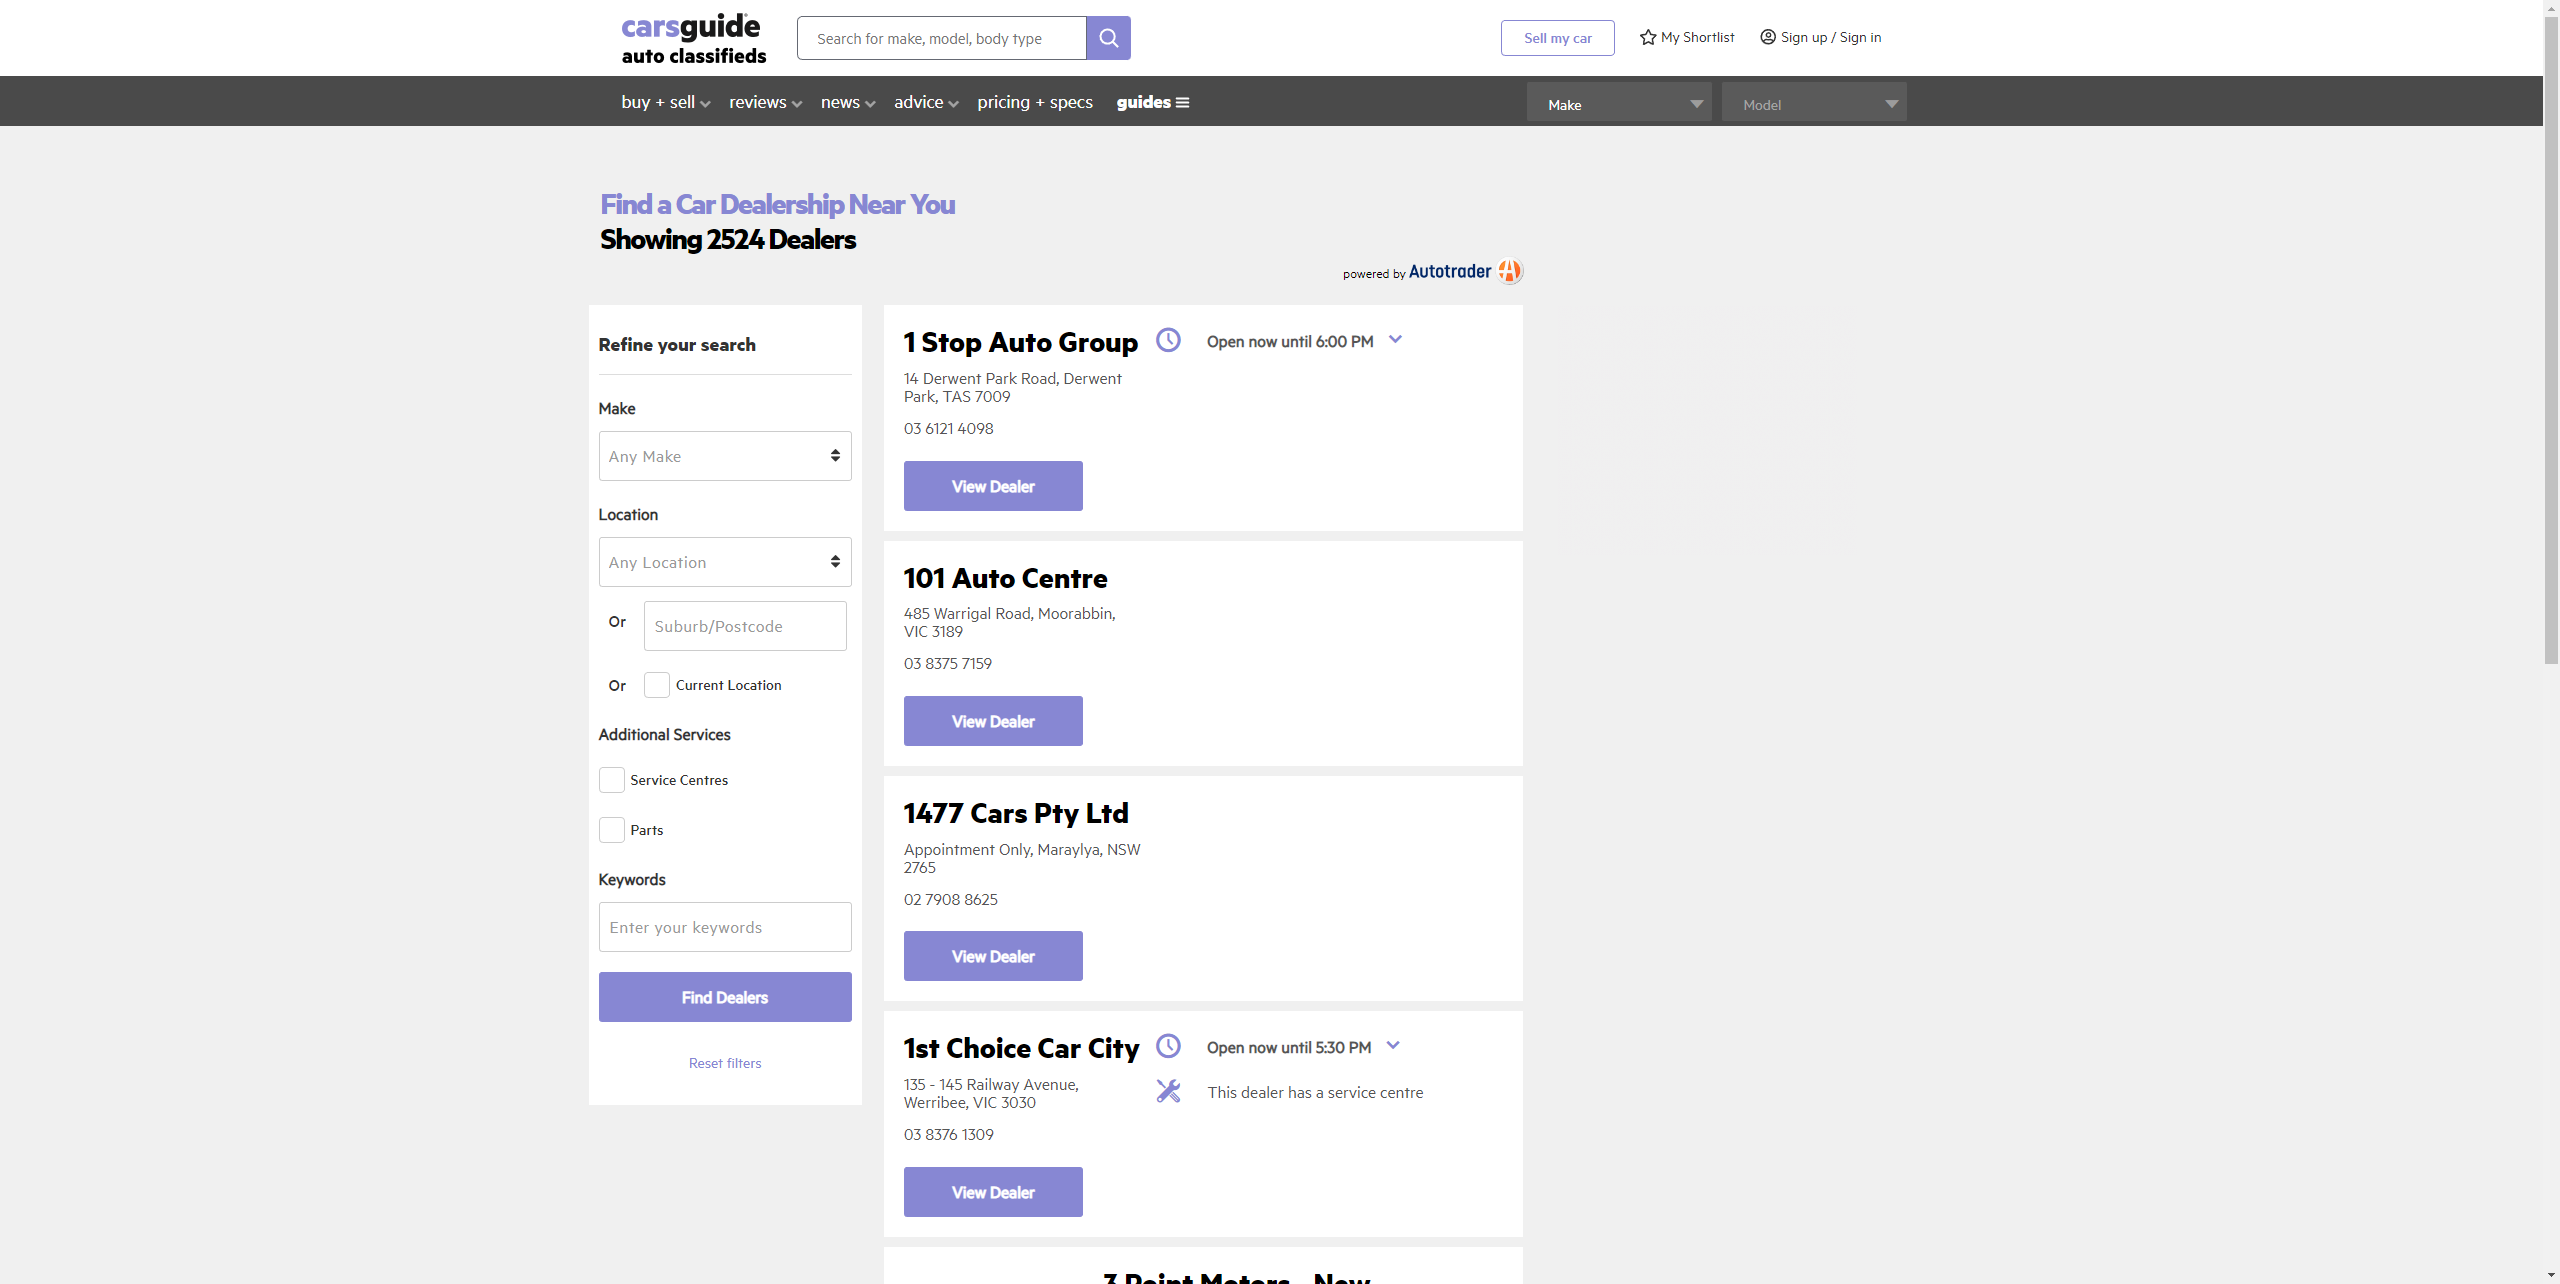 carsguide
auto classifieds
Search for make, model, body type
Sell my car
My Shortlist
Sign up / Sign in
buy + sell
reviews
news
advice
pricing + specs
guides
Make
Model
Find a Car Dealership Near You
Showing 2524 Dealers
powered by Autotrader
Refine your search
Make
Any Make
Location
Any Location
Or
Suburb/Postcode
Or
Current Location
Additional Services
Service Centres
Parts
Keywords
Enter your keywords
Find Dealers
Reset filters
1 Stop Auto Group
Open now until 6:00 PM
14 Derwent Park Road, Derwent
Park, TAS 7009
03 6121 4098
View Dealer
101 Auto Centre
485 Warrigal Road, Moorabbin,
VIC 3189
03 8375 7159
View Dealer
1477 Cars Pty Ltd
Appointment Only, Maraylya, NSW
2765
02 7908 8625
View Dealer
1st Choice Car City
Open now until 5:30 PM
135 - 145 Railway Avenue,
Werribee, VIC 3030
This dealer has a service centre
03 8376 1309
View Dealer
3 Point Motors - New